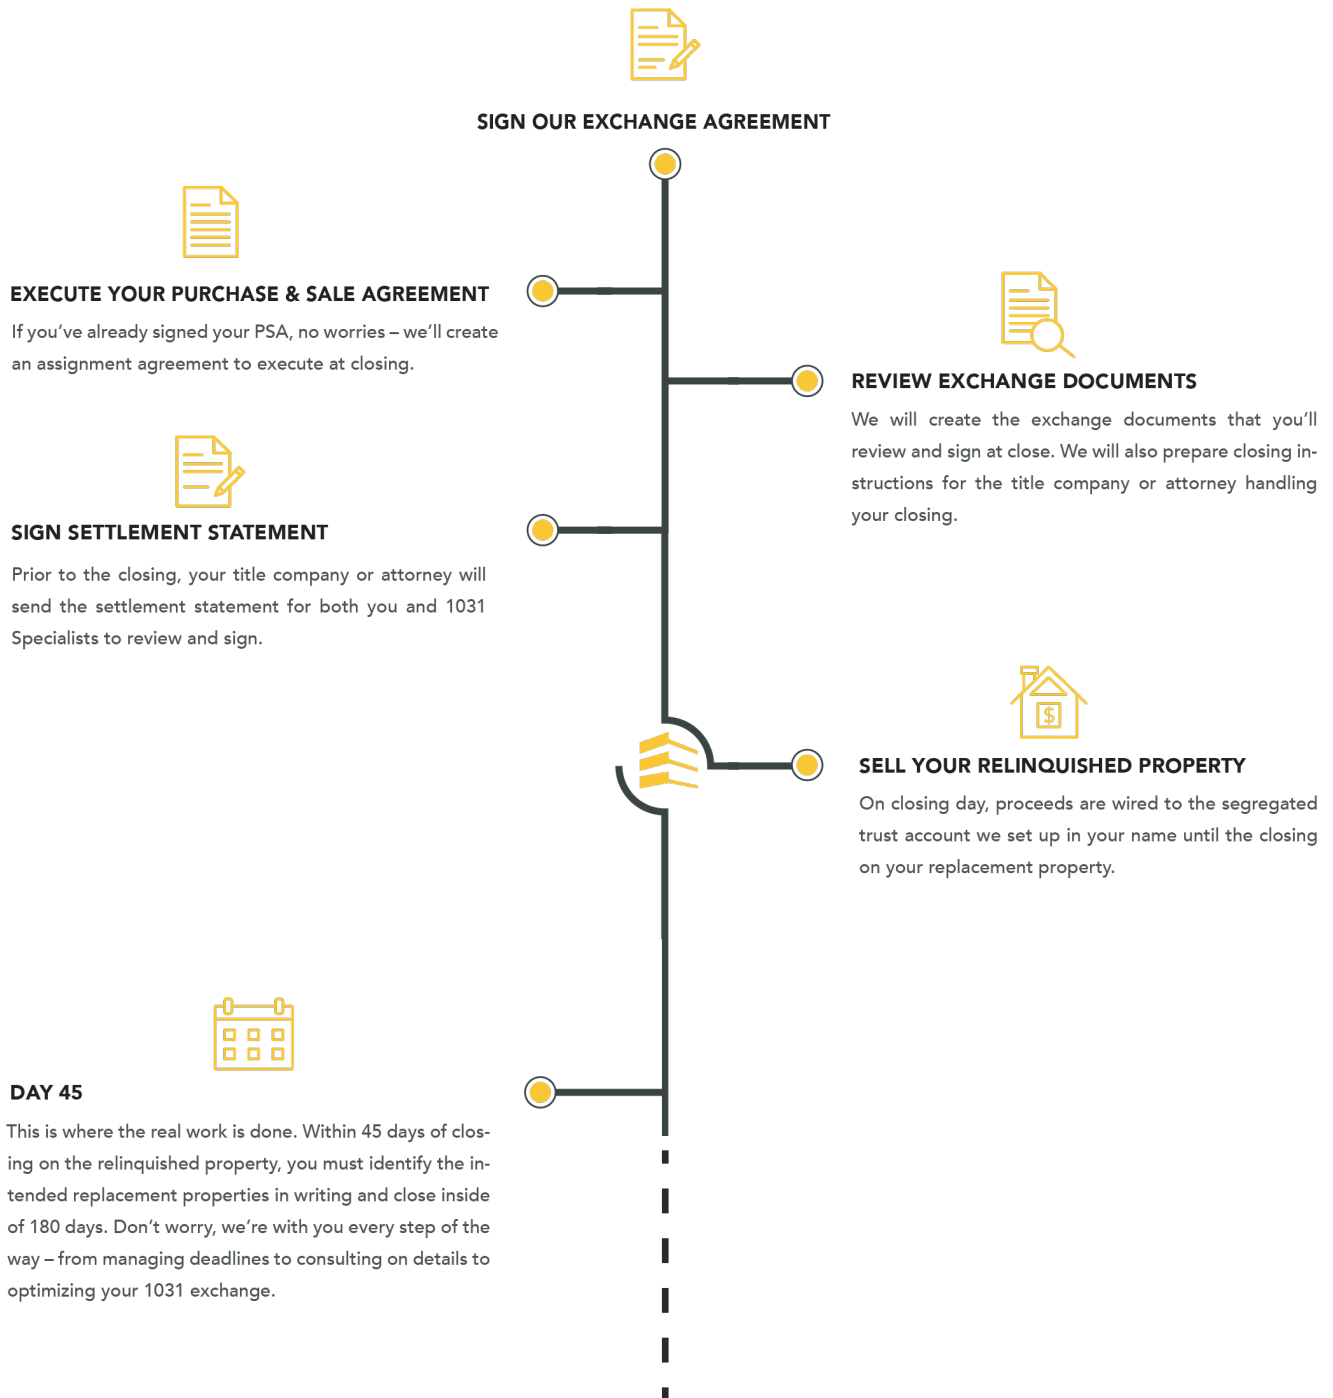 SIGN OUR EXCHANGE AGREEMENT
EXECUTE YOUR PURCHASE & SALE AGREEMENT
If you’ve already signed your PSA, no worries – we’ll create
an assignment agreement to execute at closing.
REVIEW EXCHANGE DOCUMENTS
We will create the exchange documents that you’ll
review and sign at close. We will also prepare closing in-
structions for the title company or attorney handling
your closing.
SIGN SETTLEMENT STATEMENT
Prior to the closing, your title company or attorney will
send the settlement statement for both you and 1031
Specialists to review and sign.
$
SELL YOUR RELINQUISHED PROPERTY
On closing day, proceeds are wired to the segregated
trust account we set up in your name until the closing
on your replacement property.
DAY 45
This is where the real work is done. Within 45 days of clos-
ing on the relinquished property, you must identify the in-
tended replacement properties in writing and close inside
of 180 days. Don’t worry, we’re with you every step of the
way – from managing deadlines to consulting on details to
optimizing your 1031 exchange.